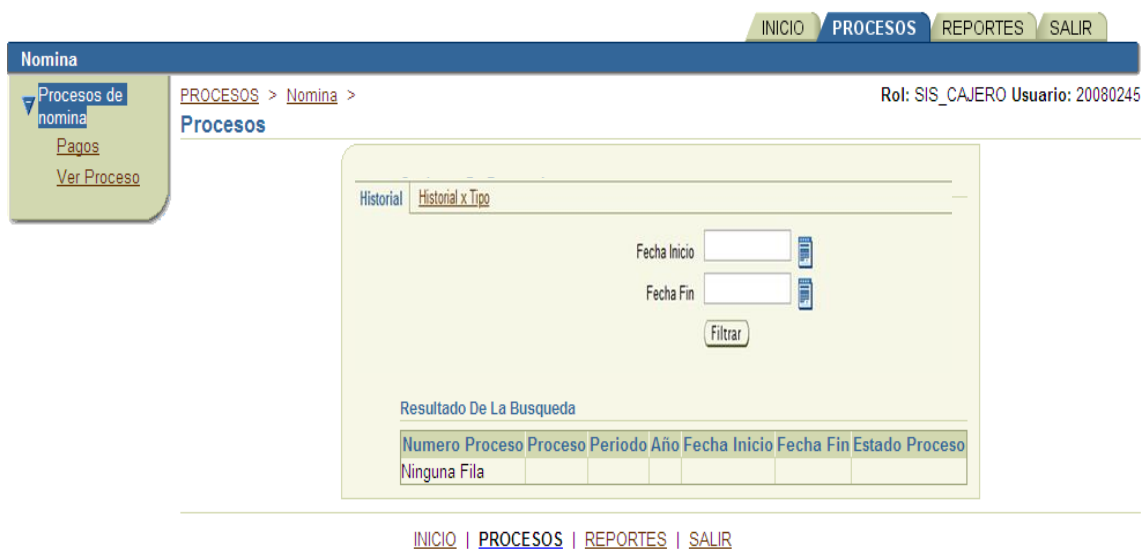 INICIO PROCESOS REPORTES SALIR
Nomina
Procesos de
nomina
Pagos
Ver Proceso
PROCESOS > Nomina >
Rol: SIS_CAJERO Usuario: 20080245
Procesos
Historial Historial x Tipo
Fecha Inicio
Fecha Fin
Filtrar
Resultado De La Busqueda
Numero Proceso Proceso Periodo Año Fecha Inicio Fecha Fin Estado Proceso
Ninguna Fila
INICIO | PROCESOS | REPORTES | SALIR